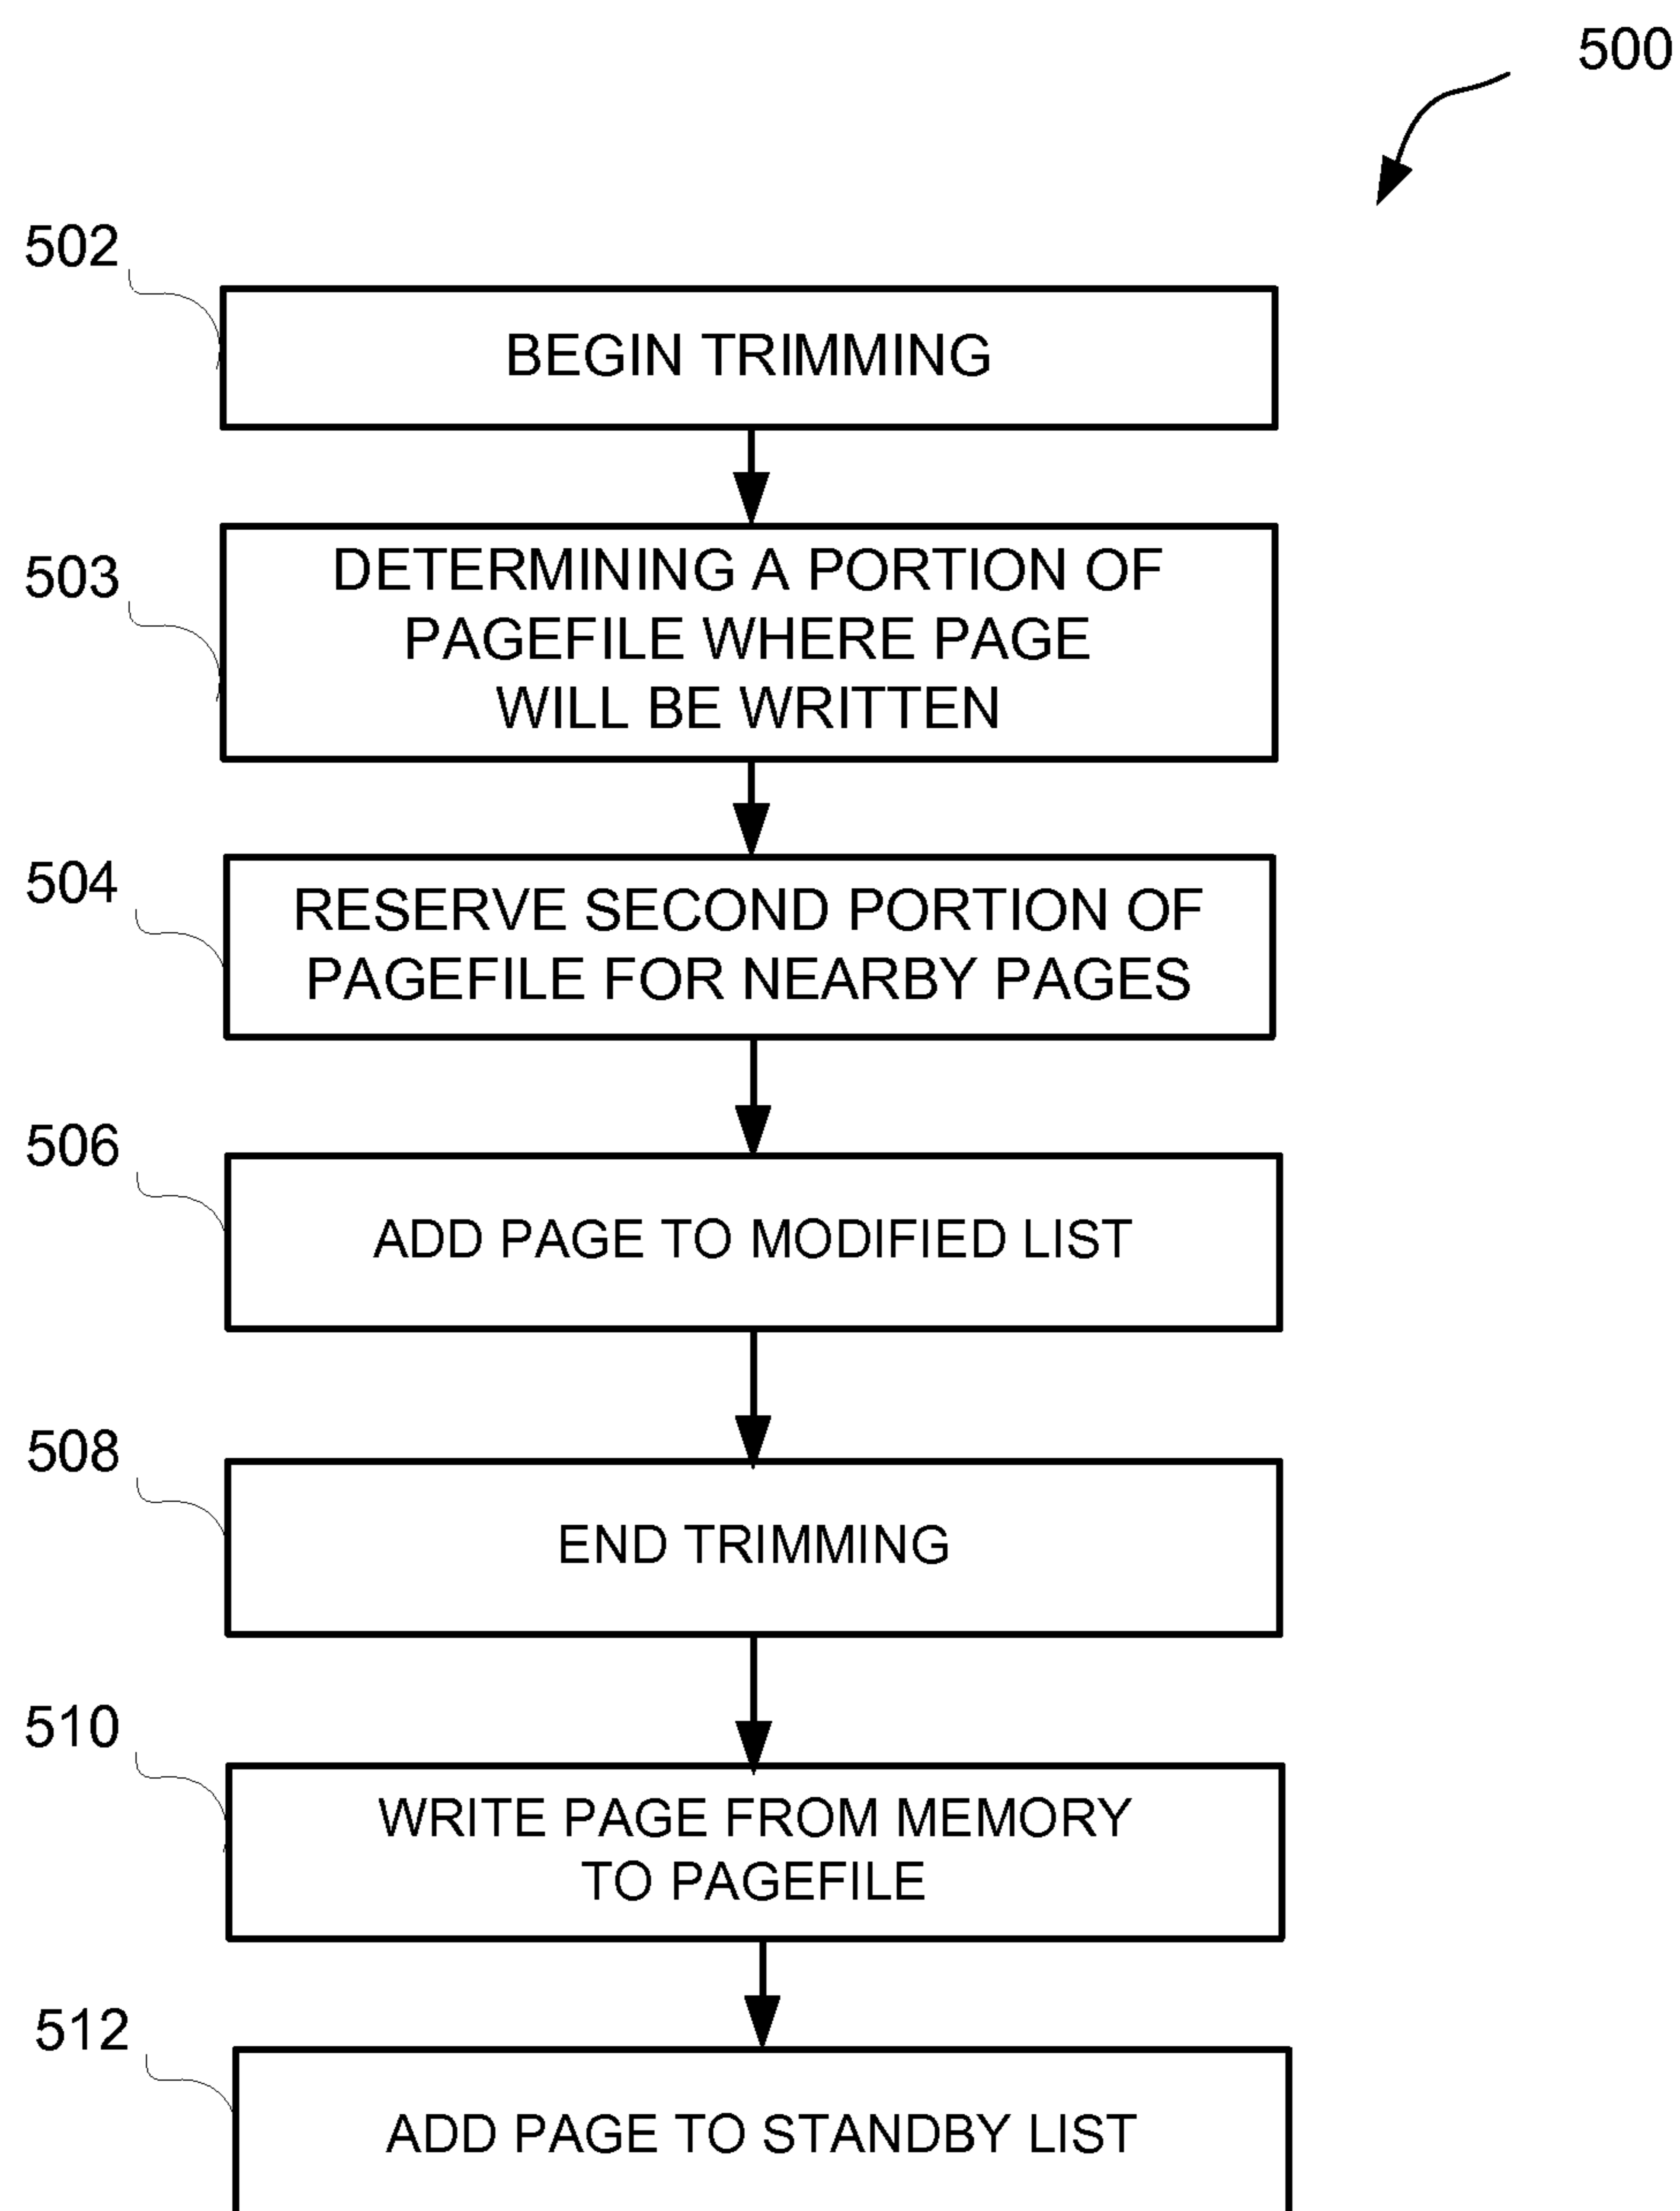 500
502
BEGIN TRIMMING
503
DETERMINING A PORTION OF
PAGEFILE WHERE PAGE
WILL BE WRITTEN
504
RESERVE SECOND PORTION OF
PAGEFILE FOR NEARBY PAGES
506
ADD PAGE TO MODIFIED LIST
508
END TRIMMING
510
WRITE PAGE FROM MEMORY
TO PAGEFILE
512
ADD PAGE TO STANDBY LIST